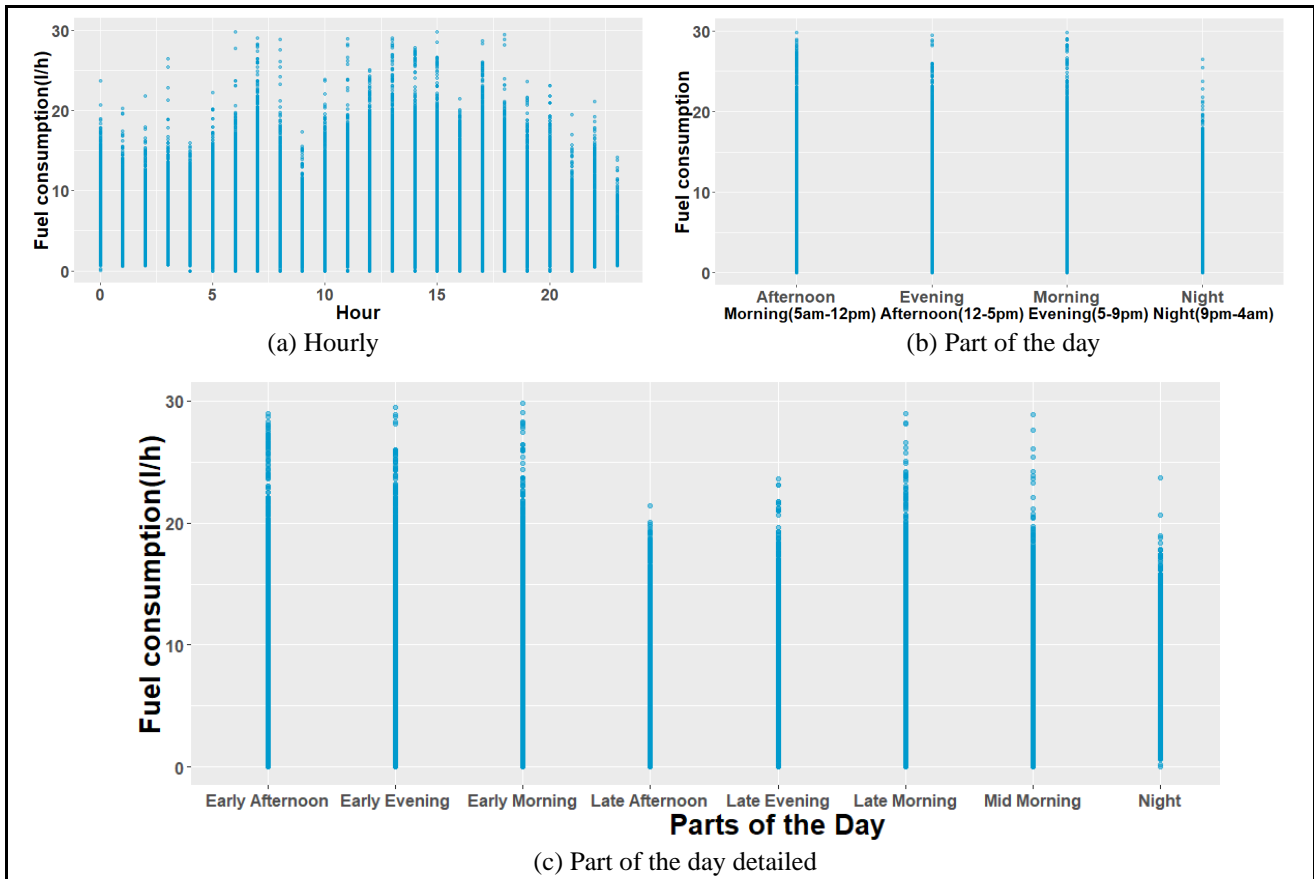 Fuel consumption(l/h)
30
20
10
0
0 5 10 15 20
Hour
(a) Hourly
Fuel consumption
30
20
10
0
Afternoon Evening Morning Night
Morning(5am-12pm) Afternoon(12-5pm) Evening(5-9pm) Night(9pm-4am)
(b) Part of the day
Fuel consumption(l/h)
30
20
10
0
Early Afternoon Early Evening Early Morning Late Afternoon Late Evening Late Morning Mid Morning Night
Parts of the Day
(c) Part of the day detailed